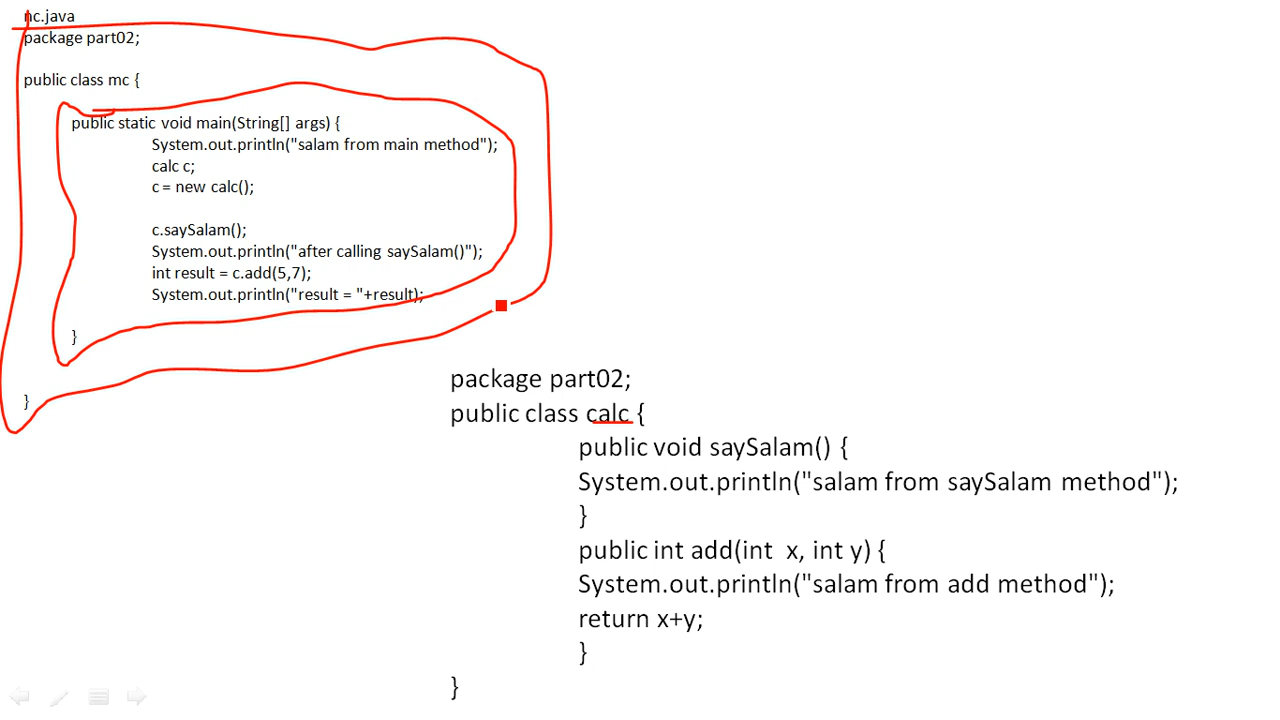 nc.java
package part02;
public class mc {
public static void main(String[] args) {
System.out.println("salam from main method");
calc c;
c = new calc();
c.saySalam();
System.out.println("after calling saySalam()");
int result = c.add(5,7);
System.out.println("result = "+result);
}
}
package part02;
public class calc {
public void saySalam() {
System.out.println("salam from saySalam method");
}
public int add(int x, int y) {
System.out.println("salam from add method");
return x+y;
}
}